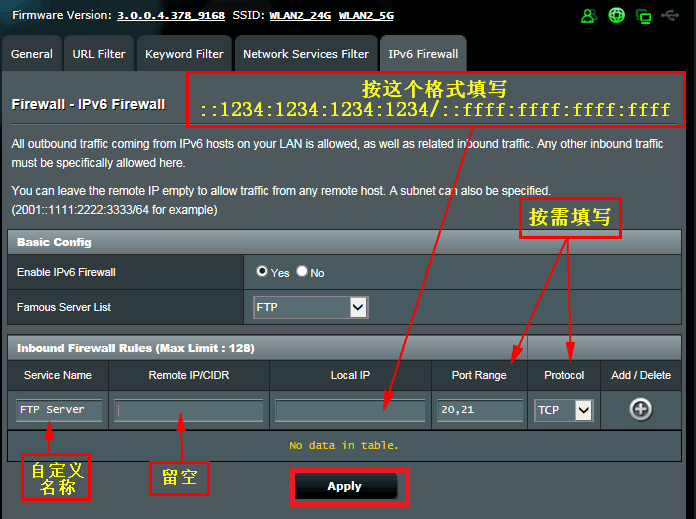 Firmware Version: 3.0.0.4.378_9168 SSID: WLAN2_24G WLAN2_5G
General URL Filter Keyword Filter Network Services Filter IPv6 Firewall
按这个格式填写
::1234:1234:1234:1234/::ffff:ffff:ffff:ffff
Firewall - IPv6 Firewall
All outbound traffic coming from IPv6 hosts on your LAN is allowed, as well as related inbound traffic. Any other inbound traffic
must be specifically allowed here.
You can leave the remote IP empty to allow traffic from any remote host. A subnet can also be specified.
(2001::1111:2222:3333/64 for example)
按需填写
Basic Config
Enable IPv6 Firewall Yes No
Famous Server List FTP
Inbound Firewall Rules (Max Limit : 128)
Service Name Remote IP/CIDR Local IP Port Range Protocol Add / Delete
FTP Server 20,21 TCP
No data in table.
自定义
名称
留空
Apply